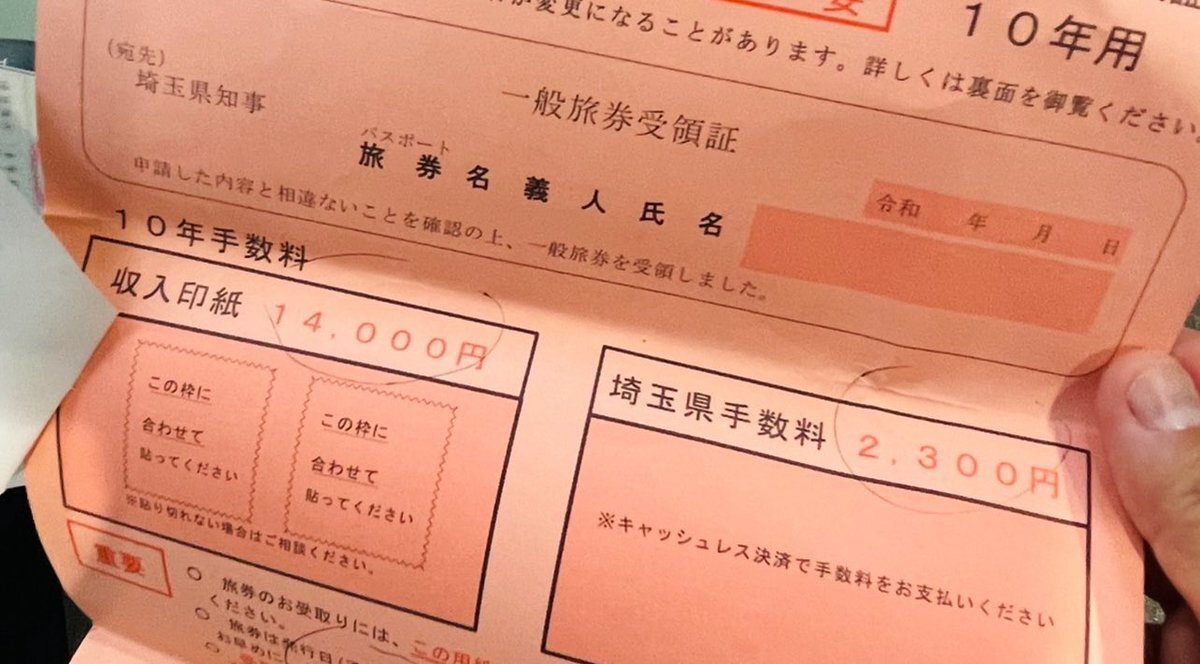 要
10年用
が変更になることがあります。詳しくは裏面を御覧ください。
(宛先)
埼玉県知事
一般旅券受領証
パスポート
旅券名義人氏名
令和 年 月 日
申請した内容と相違ないことを確認の上、一般旅券を受領しました。
10年手数料
収入印紙 14,000円
この枠に
合わせて
貼ってください
この枠に
合わせて
貼ってください
※貼り切れない場合はご相談ください。
埼玉県手数料 2,300円
※キャッシュレス決済で手数料をお支払いください
重要
○ 旅券のお受取りには、この用紙
ください。
○ 旅券は発行日
お早めに